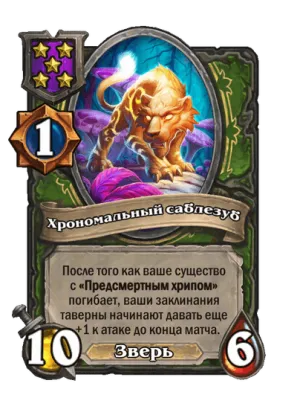 1
Хрономальный саблезуб
После того как ваше существо
с «Предсмертным хрипом»
погибает, ваши заклинания
таверны начинают давать еще
+1 к атаке до конца матча.
10
Зверь
6